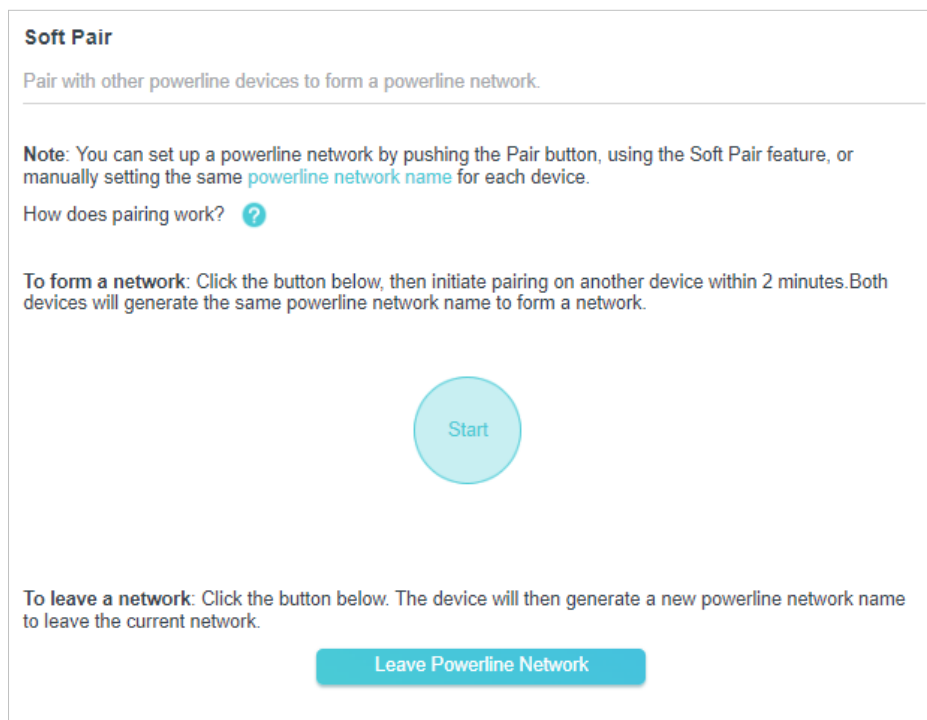 Soft Pair
Pair with other powerline devices to form a powerline network.
Note: You can set up a powerline network by pushing the Pair button, using the Soft Pair feature, or
manually setting the same powerline network name for each device.
How does pairing work? ?
To form a network: Click the button below, then initiate pairing on another device within 2 minutes.Both
devices will generate the same powerline network name to form a network.
Start
To leave a network: Click the button below. The device will then generate a new powerline network name
to leave the current network.
Leave Powerline Network